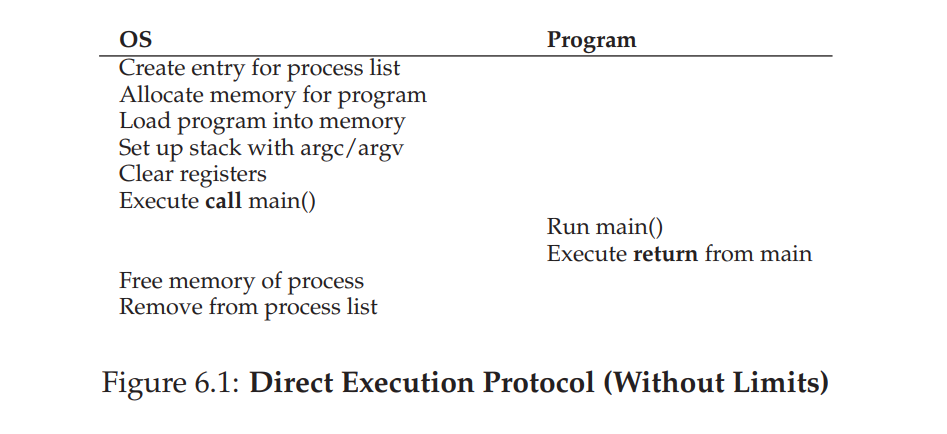 OS Program
Create entry for process list
Allocate memory for program
Load program into memory
Set up stack with argc/argv
Clear registers
Execute call main()
Run main()
Execute return from main
Free memory of process
Remove from process list
Figure 6.1: Direct Execution Protocol (Without Limits)